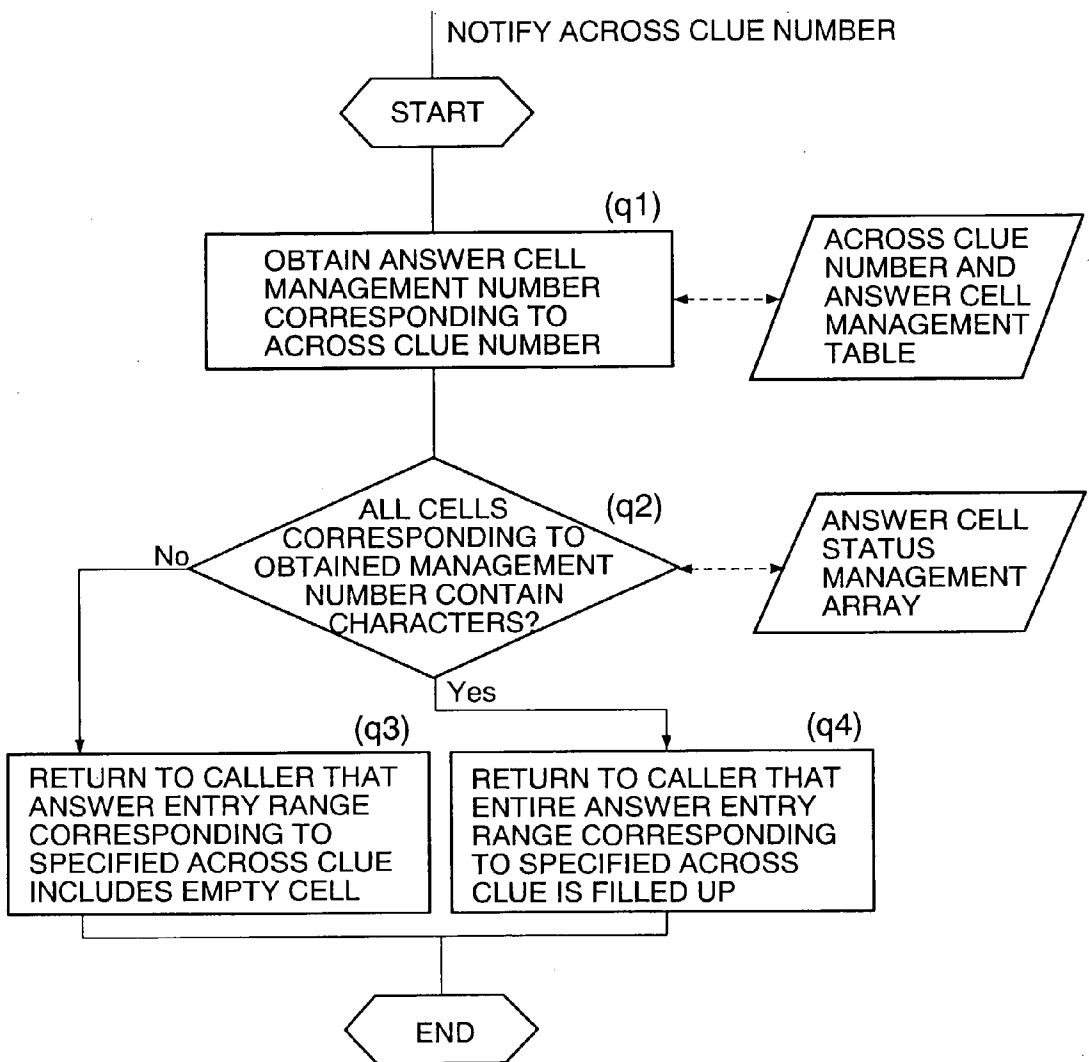 NOTIFY ACROSS CLUE NUMBER
START
(q1)
OBTAIN ANSWER CELL
MANAGEMENT NUMBER
CORRESPONDING TO
ACROSS CLUE NUMBER
ACROSS CLUE
NUMBER AND
ANSWER CELL
MANAGEMENT
TABLE
(q2)
ALL CELLS
CORRESPONDING TO
OBTAINED MANAGEMENT
NUMBER CONTAIN
CHARACTERS?
ANSWER CELL
STATUS
MANAGEMENT
ARRAY
No
Yes
(q3)
RETURN TO CALLER THAT
ANSWER ENTRY RANGE
CORRESPONDING TO
SPECIFIED ACROSS CLUE
INCLUDES EMPTY CELL
(q4)
RETURN TO CALLER THAT
ENTIRE ANSWER ENTRY
RANGE CORRESPONDING
TO SPECIFIED ACROSS
CLUE IS FILLED UP
END